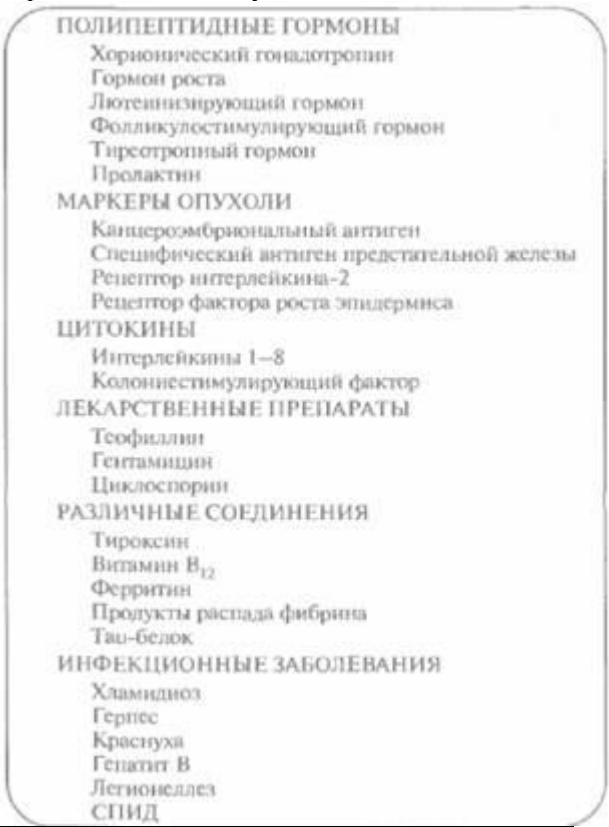 ПОЛИПЕПТИДНЫЕ ГОРМОНЫ
Хорионический гонадотропин
Гормон роста
Лютеинизирующий гормон
Фолликулостимулирующий гормон
Тиреотропный гормон
Пролактин
МАРКЕРЫ ОПУХОЛИ
Канцероэмбриональный антиген
Специфический антиген предстательной железы
Рецептор интерлейкина-2
Рецептор фактора роста эпидермиса
ЦИТОКИНЫ
Интерлейкины 1–8
Колониестимулирующий фактор
ЛЕКАРСТВЕННЫЕ ПРЕПАРАТЫ
Теофиллин
Гентамицин
Циклоспорин
РАЗЛИЧНЫЕ СОЕДИНЕНИЯ
Тироксин
Витамин B₁₂
Ферритин
Продукты распада фибрина
Tau-белок
ИНФЕКЦИОННЫЕ ЗАБОЛЕВАНИЯ
Хламидиоз
Герпес
Краснуха
Гепатит В
Легионеллез
СПИД